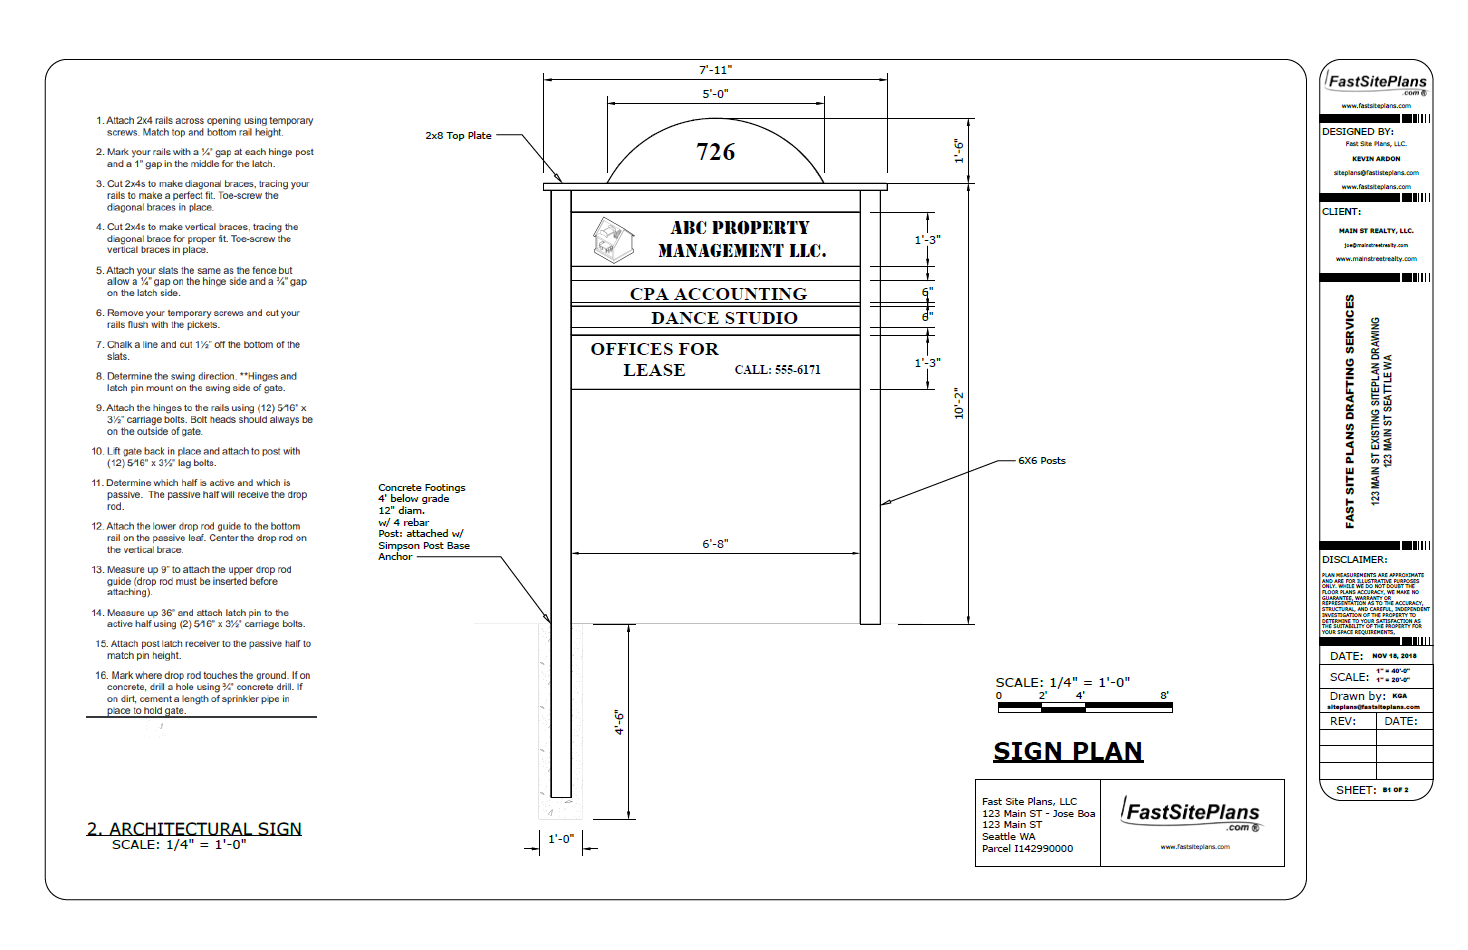 1. Attach 2x4 rails across opening using temporary
screws. Match top and bottom rail height.
2. Mark your rails with a ¼" gap at each hinge post
and a 1" gap in the middle for the latch.
3. Cut 2x4s to make diagonal braces, tracing your
rails to make a perfect fit. Toe-screw the
diagonal braces in place.
4. Cut 2x4s to make vertical braces, tracing the
diagonal brace for proper fit. Toe-screw the
vertical braces in place.
5. Attach your slats the same as the fence but
allow a ¼" gap on the hinge side and a ¾" gap
on the latch side.
6. Remove your temporary screws and cut your
rails flush with the pickets.
7. Chalk a line and cut 1½" off the bottom of the
slats.
8. Determine the swing direction. **Hinges and
latch pin mount on the swing side of gate.
9. Attach the hinges to the rails using (12) 5⁄16" x
3½" carriage bolts. Bolt heads should always be
on the outside of gate.
10. Lift gate back in place and attach to post with
(12) 5⁄16" x 3½" lag bolts.
11. Determine which half is active and which is
passive. The passive half will receive the drop
rod.
12. Attach the lower drop rod guide to the bottom
rail on the passive leaf. Center the drop rod on
the vertical brace.
13. Measure up 9" to attach the upper drop rod
guide (drop rod must be inserted before
attaching).
14. Measure up 36" and attach latch pin to the
active half using (2) 5⁄16" x 3½" carriage bolts.
15. Attach post latch receiver to the passive half to
match pin height.
16. Mark where drop rod touches the ground. If on
concrete, drill a hole using ¾" concrete drill. If
on dirt, cement a length of sprinkler pipe in
place to hold gate.
2. ARCHITECTURAL SIGN
SCALE: 1/4" = 1'-0"
7'-11"
5'-0"
2x8 Top Plate
1'-6"
726
ABC PROPERTY
MANAGEMENT LLC.
1'-3"
CPA ACCOUNTING
6"
DANCE STUDIO
6"
OFFICES FOR
LEASE
CALL: 555-6171
1'-3"
10'-2"
6X6 Posts
Concrete Footings
4' below grade
12" diam.
w/ 4 rebar
Post: attached w/
Simpson Post Base
Anchor
6'-8"
4'-6"
1'-0"
SCALE: 1/4" = 1'-0"
0 2' 4' 8'
SIGN PLAN
Fast Site Plans, LLC
123 Main ST - Jose Boa
123 Main ST
Seattle WA
Parcel I142990000
FastSitePlans
.com ®
www.fastsiteplans.com
FastSitePlans
.com ®
www.fastsiteplans.com
DESIGNED BY:
Fast Site Plans, LLC.
KEVIN ARDON
siteplans@fastisteplans.com
www.fastsiteplans.com
CLIENT:
MAIN ST REALTY, LLC.
joe@mainstreetrealty.com
www.mainstreetrealty.com
FAST SITE PLANS DRAFTING SERVICES
123 MAIN ST EXISTING SITEPLAN DRAWING
123 MAIN ST SEATTLE WA
DISCLAIMER:
PLAN MEASUREMENTS ARE APPROXIMATE
AND ARE FOR ILLUSTRATIVE PURPOSES
ONLY. WHILE WE DO NOT DOUBT THE
FLOOR PLANS ACCURACY, WE MAKE NO
GUARANTEE, WARRANTY OR
REPRESENTATION AS TO THE ACCURACY,
STRUCTURAL, AND CAREFUL, INDEPENDENT
INVESTIGATION OF THE PROPERTY TO
DETERMINE TO YOUR SATISFACTION AS
THE SUITABILITY OF THE PROPERTY FOR
YOUR SPACE REQUIREMENTS,
DATE: NOV 18, 2018
SCALE: 1" = 40'-0"
1" = 20'-0"
Drawn by: KGA
siteplans@fastsiteplans.com
REV: DATE:
SHEET: B1 OF 2